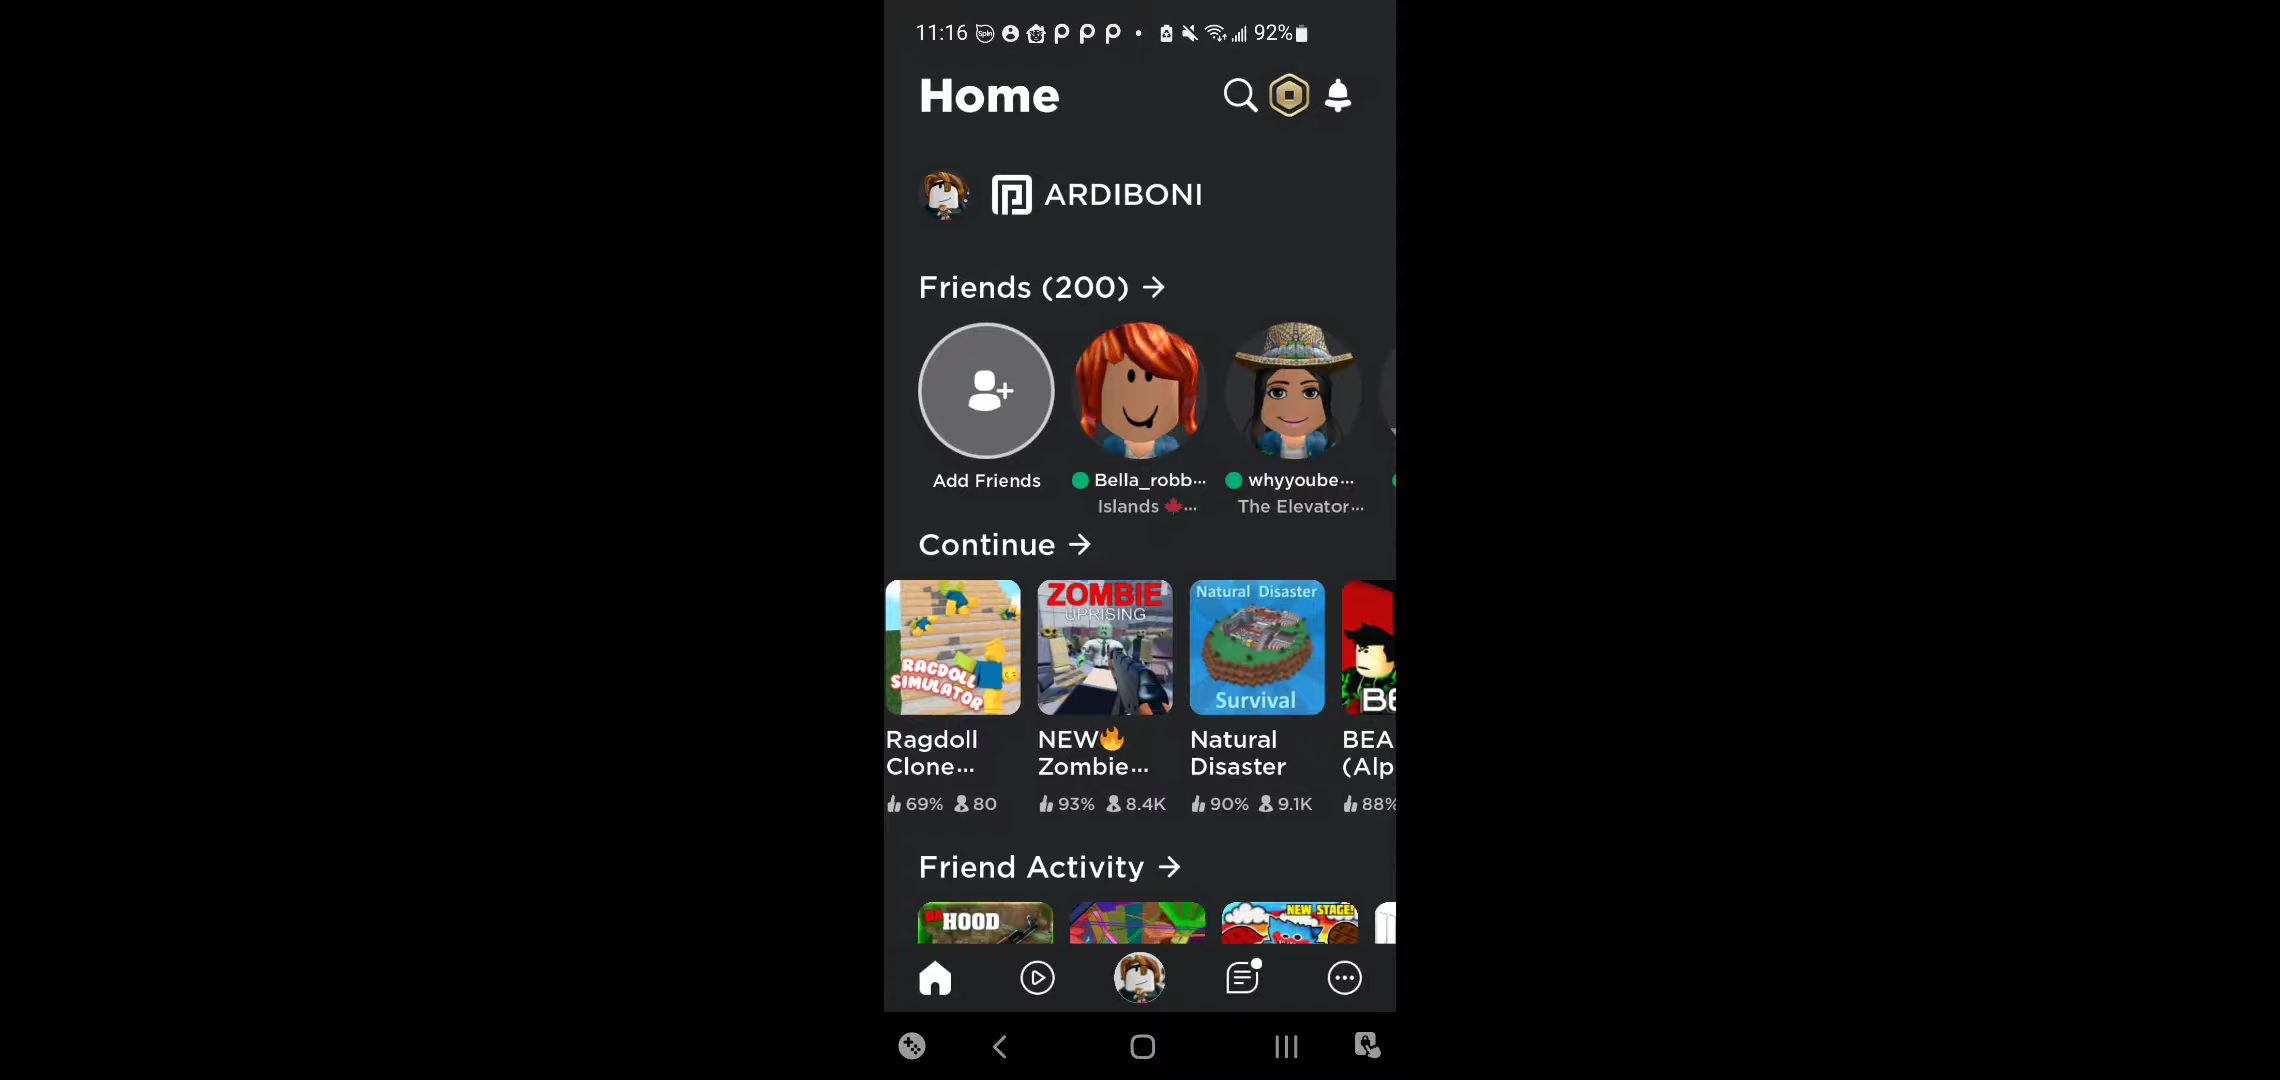 11:16 92%
Home
ARDIBONI
Friends (200)
Add Friends
Bella_robb...
whyyoube...
Islands 🍁...
The Elevator...
Continue
RAGDOLL
SIMULATOR
ZOMBIE
UPRISING
Natural Disaster
Survival
BE
Ragdoll
Clone...
NEW🔥
Zombie...
Natural
Disaster
BEA
(Alp
69% 80
93% 8.4K
90% 9.1K
88%
Friend Activity
DA HOOD
NEW STAGE!